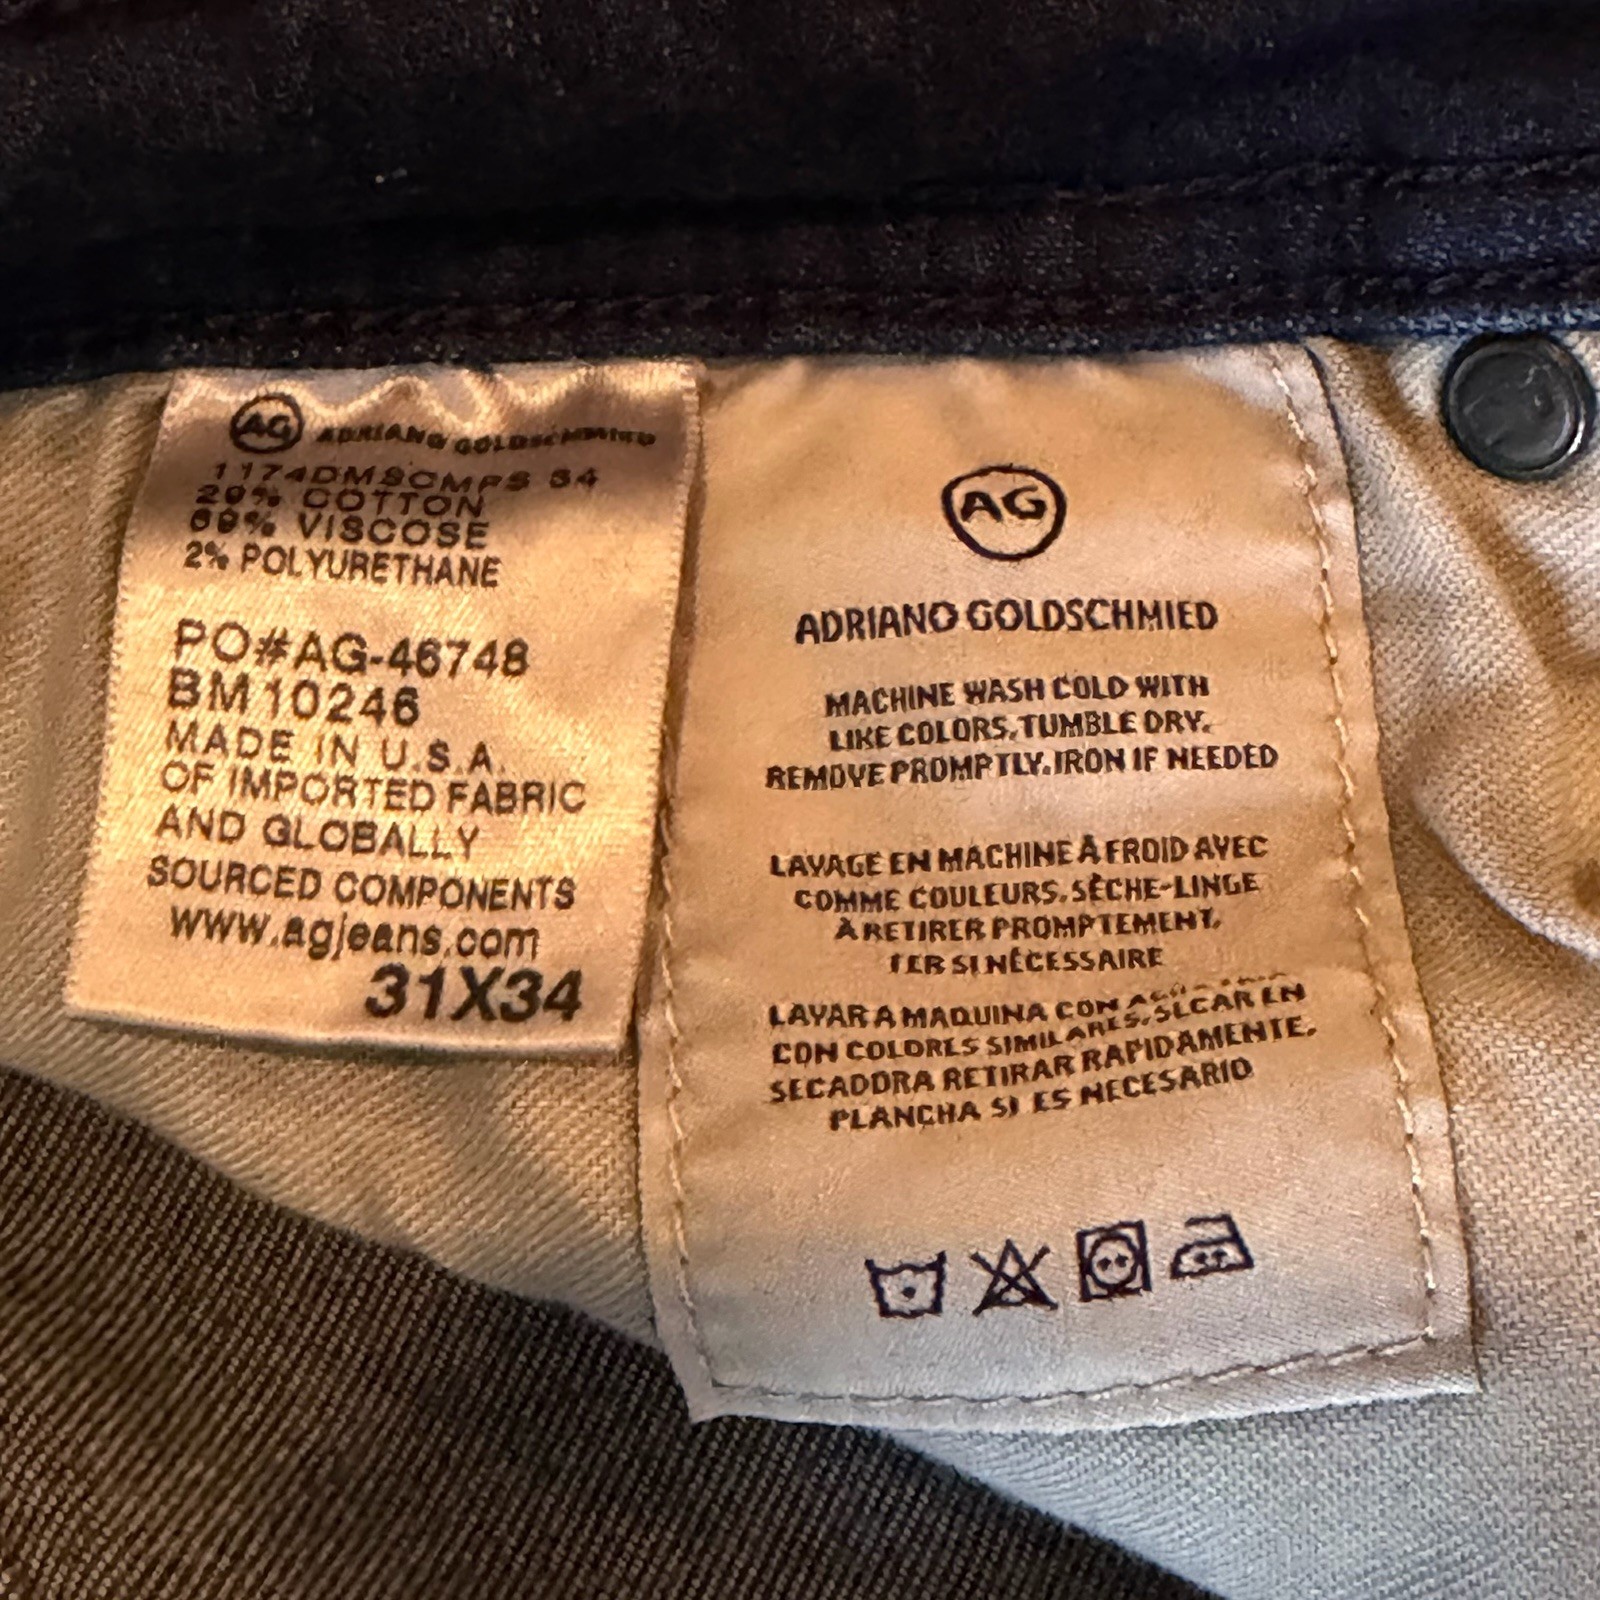 AG ADRIANO GOLDSCHMIED
1174DMSCMPS 34
COTTON
VISCOSE
2% POLYURETHANE
PO#AG-46748
BM10246
MADE IN U.S.A.
OF IMPORTED FABRIC
AND GLOBALLY
SOURCED COMPONENTS
www.agjeans.com
31X34
AG
ADRIANO GOLDSCHMIED
MACHINE WASH COLD WITH
LIKE COLORS. TUMBLE DRY.
REMOVE PROMPTLY. IRON IF NEEDED
LAVAGE EN MACHINE À FROID AVEC
COMME COULEURS. SÈCHE-LINGE
À RETIRER PROMPTEMENT.
FER SI NÉCESSAIRE
LAVAR A MAQUINA CON AGUA FRIA
CON COLORES SIMILARES. SECAR EN
SECADORA RETIRAR RAPIDAMENTE.
PLANCHA SI ES NECESARIO